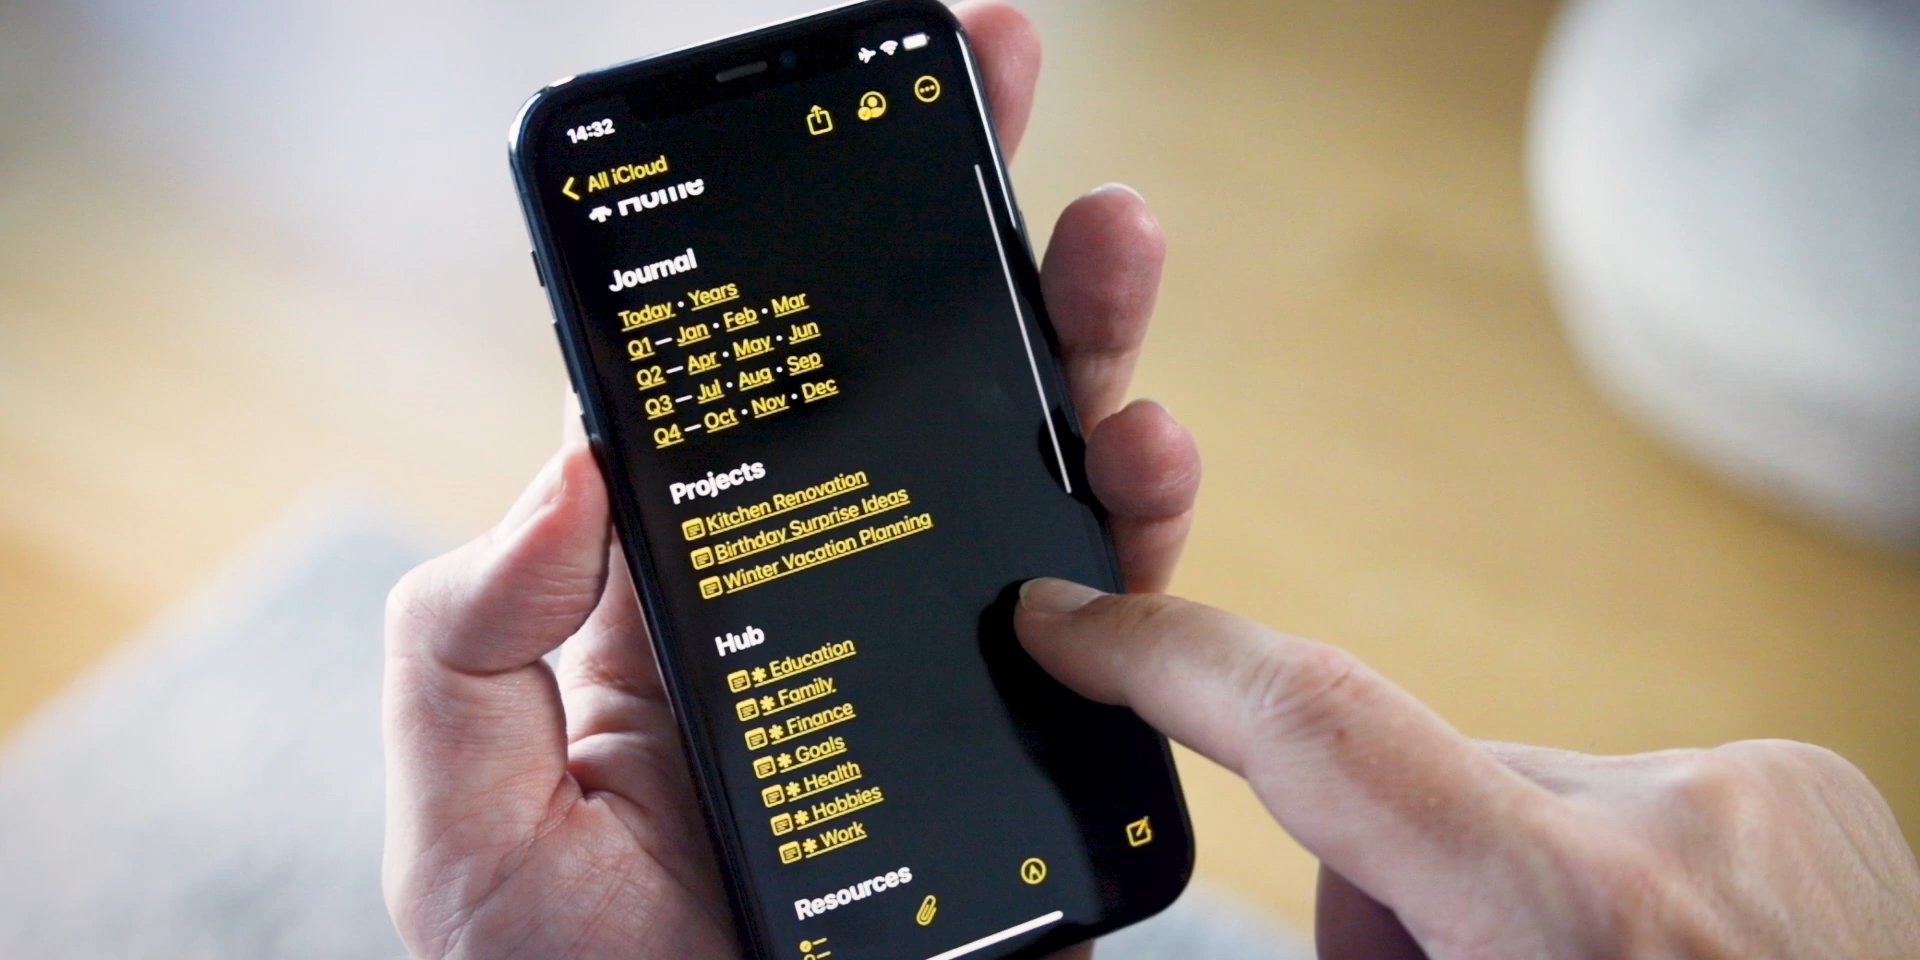 14:32
All iCloud
Home
Journal
Today • Years
Q1 — Jan • Feb • Mar
Q2 — Apr • May • Jun
Q3 — Jul • Aug • Sep
Q4 — Oct • Nov • Dec
Projects
Kitchen Renovation
Birthday Surprise Ideas
Winter Vacation Planning
Hub
* Education
* Family
* Finance
* Goals
* Health
* Hobbies
* Work
Resources